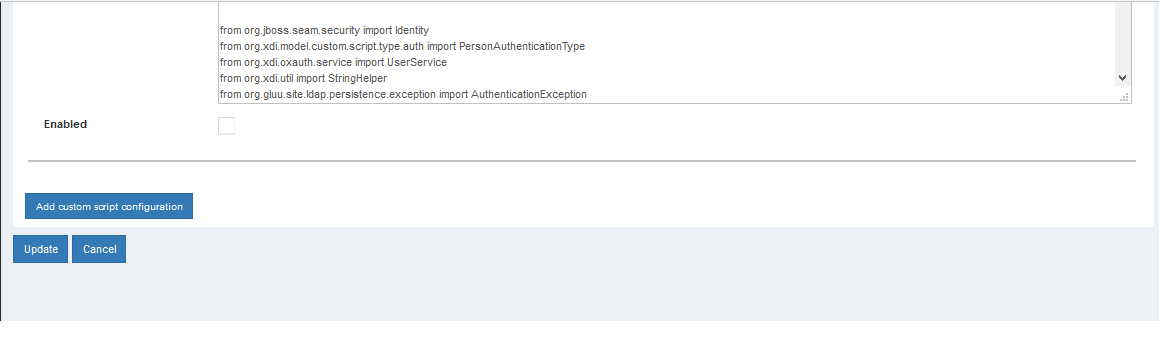 from org.jboss.seam.security import Identity
from org.xdi.model.custom.script.type.auth import PersonAuthenticationType
from org.xdi.oxauth.service import UserService
from org.xdi.util import StringHelper
from org.gluu.site.ldap.persistence.exception import AuthenticationException
Enabled
Add custom script configuration
Update Cancel